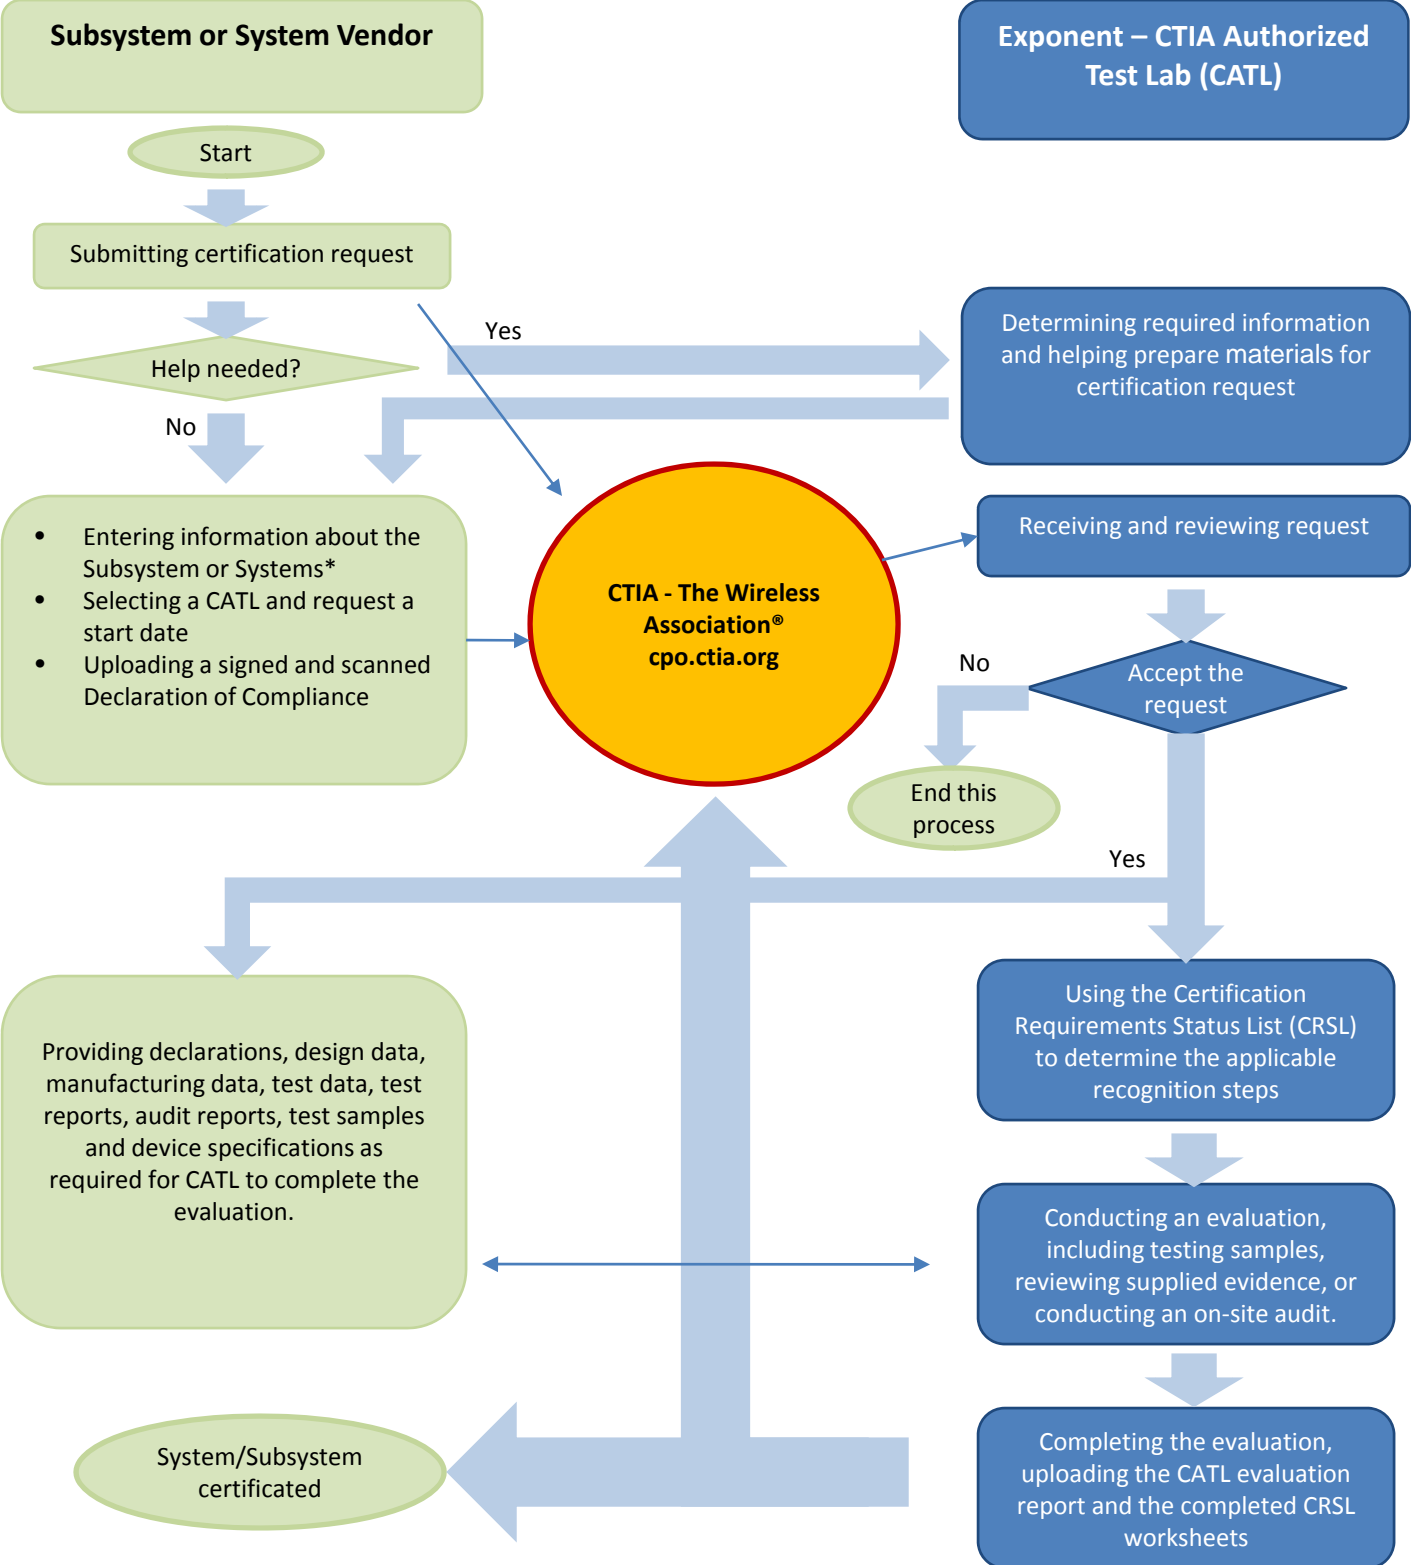 Subsystem or System Vendor
Exponent – CTIA Authorized
Test Lab (CATL)
Start
Submitting certification request
Yes
Help needed?
No
Determining required information
and helping prepare materials for
certification request
• Entering information about the
Subsystem or Systems*
• Selecting a CATL and request a
start date
• Uploading a signed and scanned
Declaration of Compliance
CTIA - The Wireless
Association®
cpo.ctia.org
Receiving and reviewing request
No
Accept the
request
End this
process
Yes
Providing declarations, design data,
manufacturing data, test data, test
reports, audit reports, test samples
and device specifications as
required for CATL to complete the
evaluation.
Using the Certification
Requirements Status List (CRSL)
to determine the applicable
recognition steps
Conducting an evaluation,
including testing samples,
reviewing supplied evidence, or
conducting an on-site audit.
System/Subsystem
certificated
Completing the evaluation,
uploading the CATL evaluation
report and the completed CRSL
worksheets